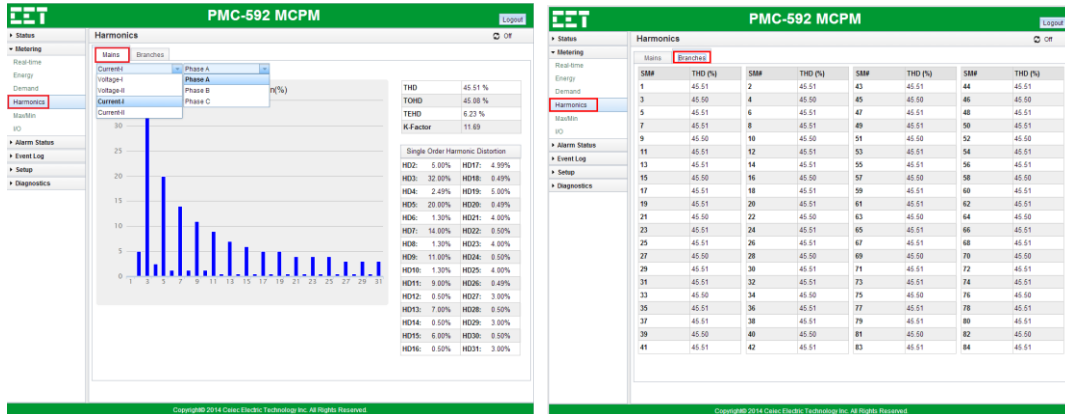 CET
PMC-592 MCPM
Logout
Status
Metering
Real-time
Energy
Demand
Harmonics
Max/Min
I/O
Alarm Status
Event Log
Setup
Diagnostics
Harmonics
Off
Mains Branches
Current-I Phase A
Voltage-I Phase A
Voltage-II Phase B
Current-I Phase C
Current-II
n(%)
30
25
20
15
10
5
0
1 3 5 7 9 11 13 15 17 19 21 23 25 27 29 31
THD 45.51 %
TOHD 45.08 %
TEHD 6.23 %
K-Factor 11.69
Single Order Harmonic Distortion
HD2: 5.00% HD17: 4.99%
HD3: 32.00% HD18: 0.49%
HD4: 2.49% HD19: 5.00%
HD5: 20.00% HD20: 0.49%
HD6: 1.30% HD21: 4.00%
HD7: 14.00% HD22: 0.50%
HD8: 1.30% HD23: 4.00%
HD9: 11.00% HD24: 0.50%
HD10: 1.30% HD25: 4.00%
HD11: 9.00% HD26: 0.49%
HD12: 0.50% HD27: 3.00%
HD13: 7.00% HD28: 0.50%
HD14: 0.50% HD29: 3.00%
HD15: 6.00% HD30: 0.50%
HD16: 0.50% HD31: 3.00%
Copyright© 2014 Ceiec Electric Technology Inc. All Rights Reserved.
CET
PMC-592 MCPM
Logout
Status
Metering
Real-time
Energy
Demand
Harmonics
Max/Min
I/O
Alarm Status
Event Log
Setup
Diagnostics
Harmonics
Off
Mains Branches
SM# THD (%) SM# THD (%) SM# THD (%) SM# THD (%)
1 45.51 2 45.51 43 45.51 44 45.51
3 45.50 4 45.50 45 45.50 46 45.50
5 45.51 6 45.51 47 45.51 48 45.51
7 45.51 8 45.51 49 45.51 50 45.51
9 45.50 10 45.50 51 45.50 52 45.50
11 45.51 12 45.51 53 45.51 54 45.51
13 45.51 14 45.51 55 45.51 56 45.51
15 45.50 16 45.50 57 45.50 58 45.50
17 45.51 18 45.51 59 45.51 60 45.51
19 45.51 20 45.51 61 45.51 62 45.51
21 45.50 22 45.50 63 45.50 64 45.50
23 45.51 24 45.51 65 45.51 66 45.51
25 45.51 26 45.51 67 45.51 68 45.51
27 45.50 28 45.50 69 45.50 70 45.50
29 45.51 30 45.51 71 45.51 72 45.51
31 45.51 32 45.51 73 45.51 74 45.51
33 45.50 34 45.50 75 45.50 76 45.50
35 45.51 36 45.51 77 45.51 78 45.51
37 45.51 38 45.51 79 45.51 80 45.51
39 45.50 40 45.50 81 45.50 82 45.50
41 45.51 42 45.51 83 45.51 84 45.51
Copyright© 2014 Ceiec Electric Technology Inc. All Rights Reserved.